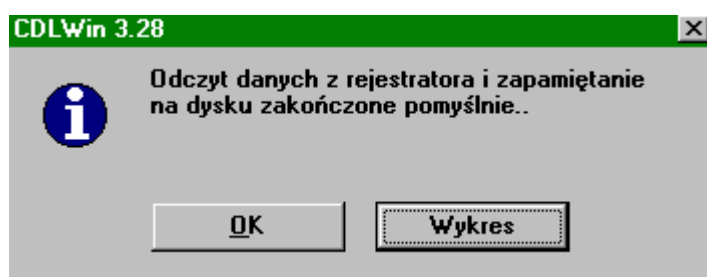 CDLWin 3.28
Odczyt danych z rejestratora i zapamiętanie
na dysku zakończone pomyślnie..
OK
Wykres